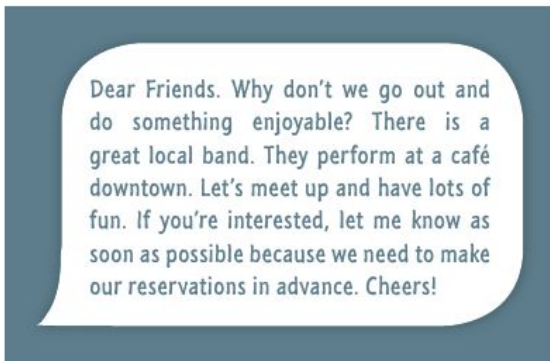 Dear Friends. Why don't we go out and
do something enjoyable? There is a
great local band. They perform at a café
downtown. Let's meet up and have lots of
fun. If you're interested, let me know as
soon as possible because we need to make
our reservations in advance. Cheers!